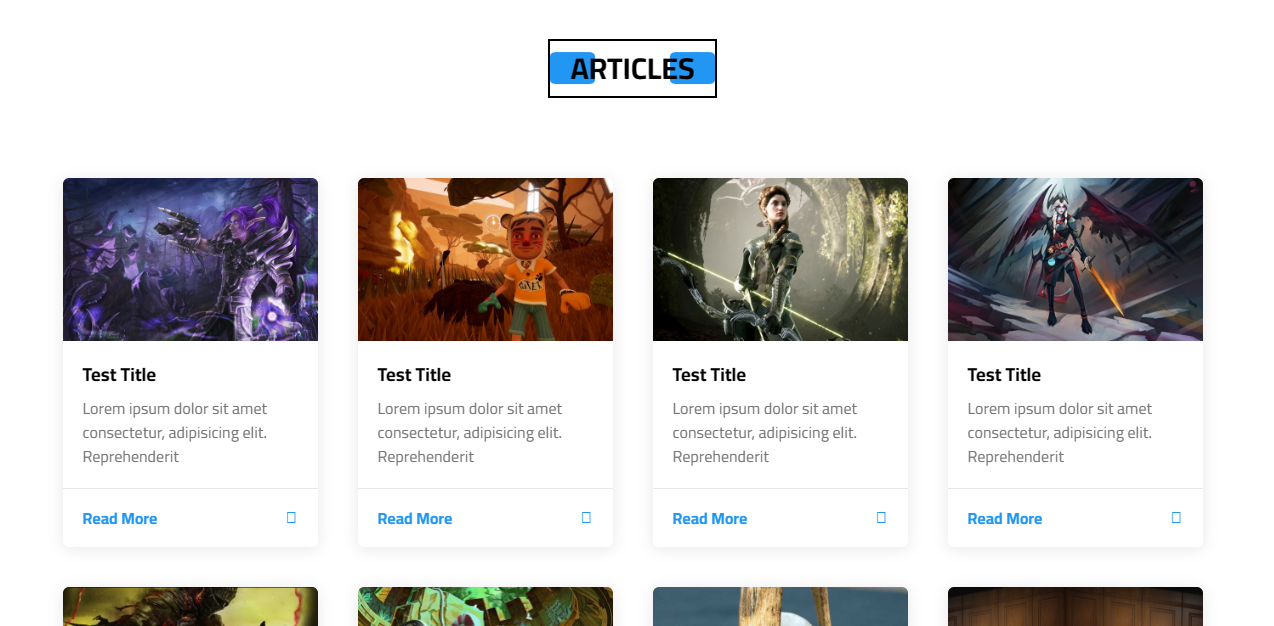 ARTICLES
Test Title
Lorem ipsum dolor sit amet
consectetur, adipisicing elit.
Reprehenderit
Read More
Test Title
Lorem ipsum dolor sit amet
consectetur, adipisicing elit.
Reprehenderit
Read More
Test Title
Lorem ipsum dolor sit amet
consectetur, adipisicing elit.
Reprehenderit
Read More
Test Title
Lorem ipsum dolor sit amet
consectetur, adipisicing elit.
Reprehenderit
Read More